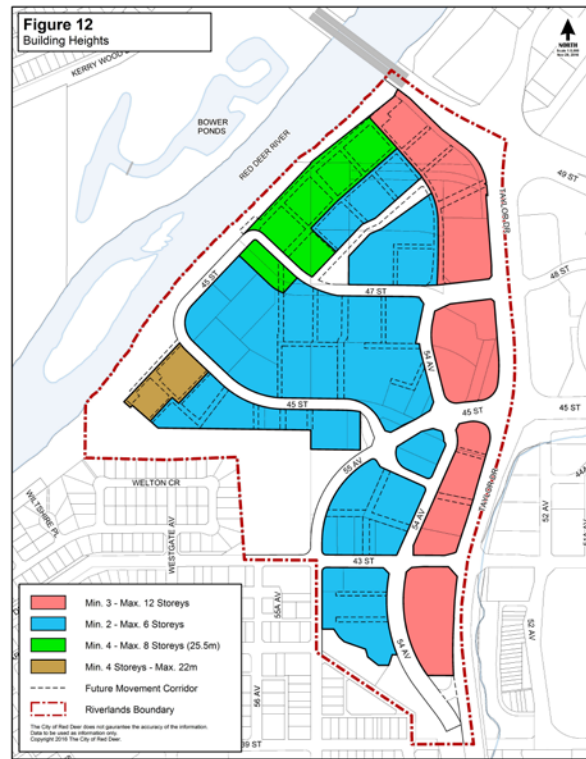 Figure 12
Building Heights
NORTH
KERRY WOOD
BOWER
PONDS
RED DEER RIVER
TAYLOR DR
49 ST
48 ST
45 ST
47 ST
54 AV
45 ST
45 ST
45 ST
55 AV
54 AV
TAYLOR DR
WELTON CR
WILTSHIRE PL
WESTGATE AV
52 AV
43 ST
55A AV
54 AV
52 AV
56 AV
39 ST
Min. 3 - Max. 12 Storeys
Min. 2 - Max. 6 Storeys
Min. 4 - Max. 8 Storeys (25.5m)
Min. 4 Storeys - Max. 22m
Future Movement Corridor
Riverlands Boundary
The City of Red Deer does not gaurantee the accuracy of the information.
Data to be used as information only.
Copyright 2016 The City of Red Deer.